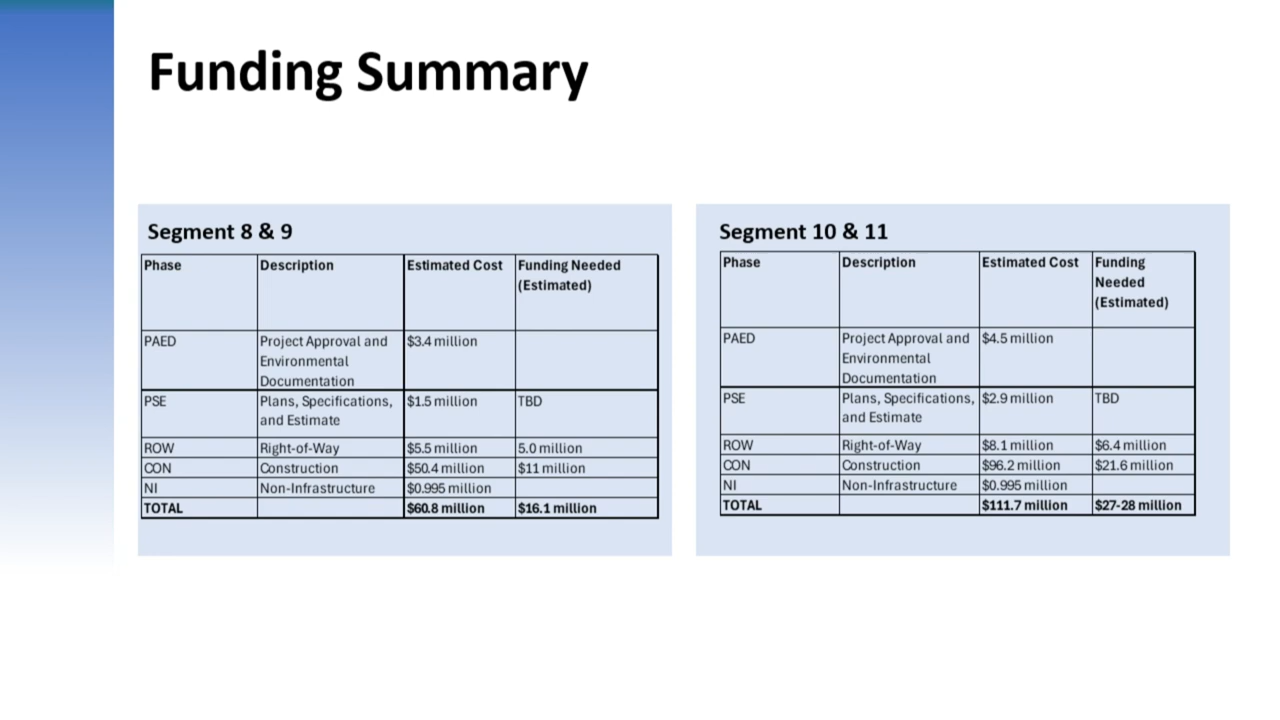 Funding Summary
Segment 8 & 9
Phase Description Estimated Cost Funding Needed
(Estimated)
PAED Project Approval and $3.4 million
Environmental
Documentation
PSE Plans, Specifications, $1.5 million TBD
and Estimate
ROW Right-of-Way $5.5 million 5.0 million
CON Construction $50.4 million $11 million
NI Non-Infrastructure $0.995 million
TOTAL $60.8 million $16.1 million
Segment 10 & 11
Phase Description Estimated Cost Funding
Needed
(Estimated)
PAED Project Approval and $4.5 million
Environmental
Documentation
PSE Plans, Specifications, $2.9 million TBD
and Estimate
ROW Right-of-Way $8.1 million $6.4 million
CON Construction $96.2 million $21.6 million
NI Non-Infrastructure $0.995 million
TOTAL $111.7 million $27-28 million